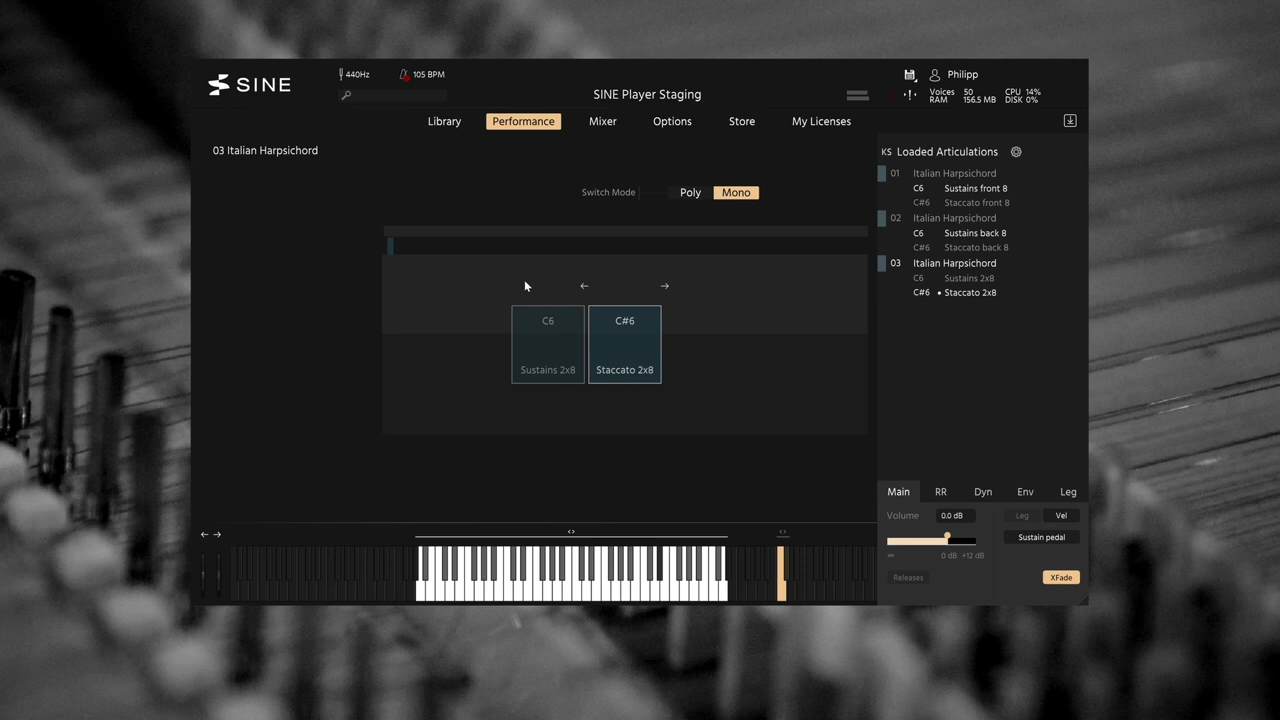 SINE
440Hz
105 BPM
SINE Player Staging
Philipp
Voices 50 CPU 14%
RAM 156.5 MB DISK 0%
Library Performance Mixer Options Store My Licenses
03 Italian Harpsichord
Switch Mode Poly Mono
C6 C#6
Sustains 2x8 Staccato 2x8
KS Loaded Articulations
01 Italian Harpsichord
C6 Sustains front 8
C#6 Staccato front 8
02 Italian Harpsichord
C6 Sustains back 8
C#6 Staccato back 8
03 Italian Harpsichord
C6 Sustains 2x8
C#6 • Staccato 2x8
Main RR Dyn Env Leg
Volume 0.0 dB Leg Vel
Sustain pedal
0 dB +12 dB
Releases XFade